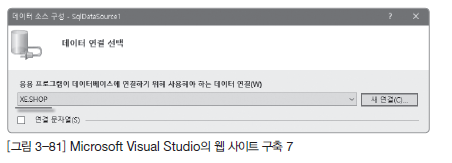 데이터 소스 구성 - SqlDataSource1
데이터 연결 선택
응용 프로그램이 데이터베이스에 연결하기 위해 사용해야 하는 데이터 연결(W)
XE.SHOP 새 연결(C)...
연결 문자열(S)
[그림 3-81] Microsoft Visual Studio의 웹 사이트 구축 7